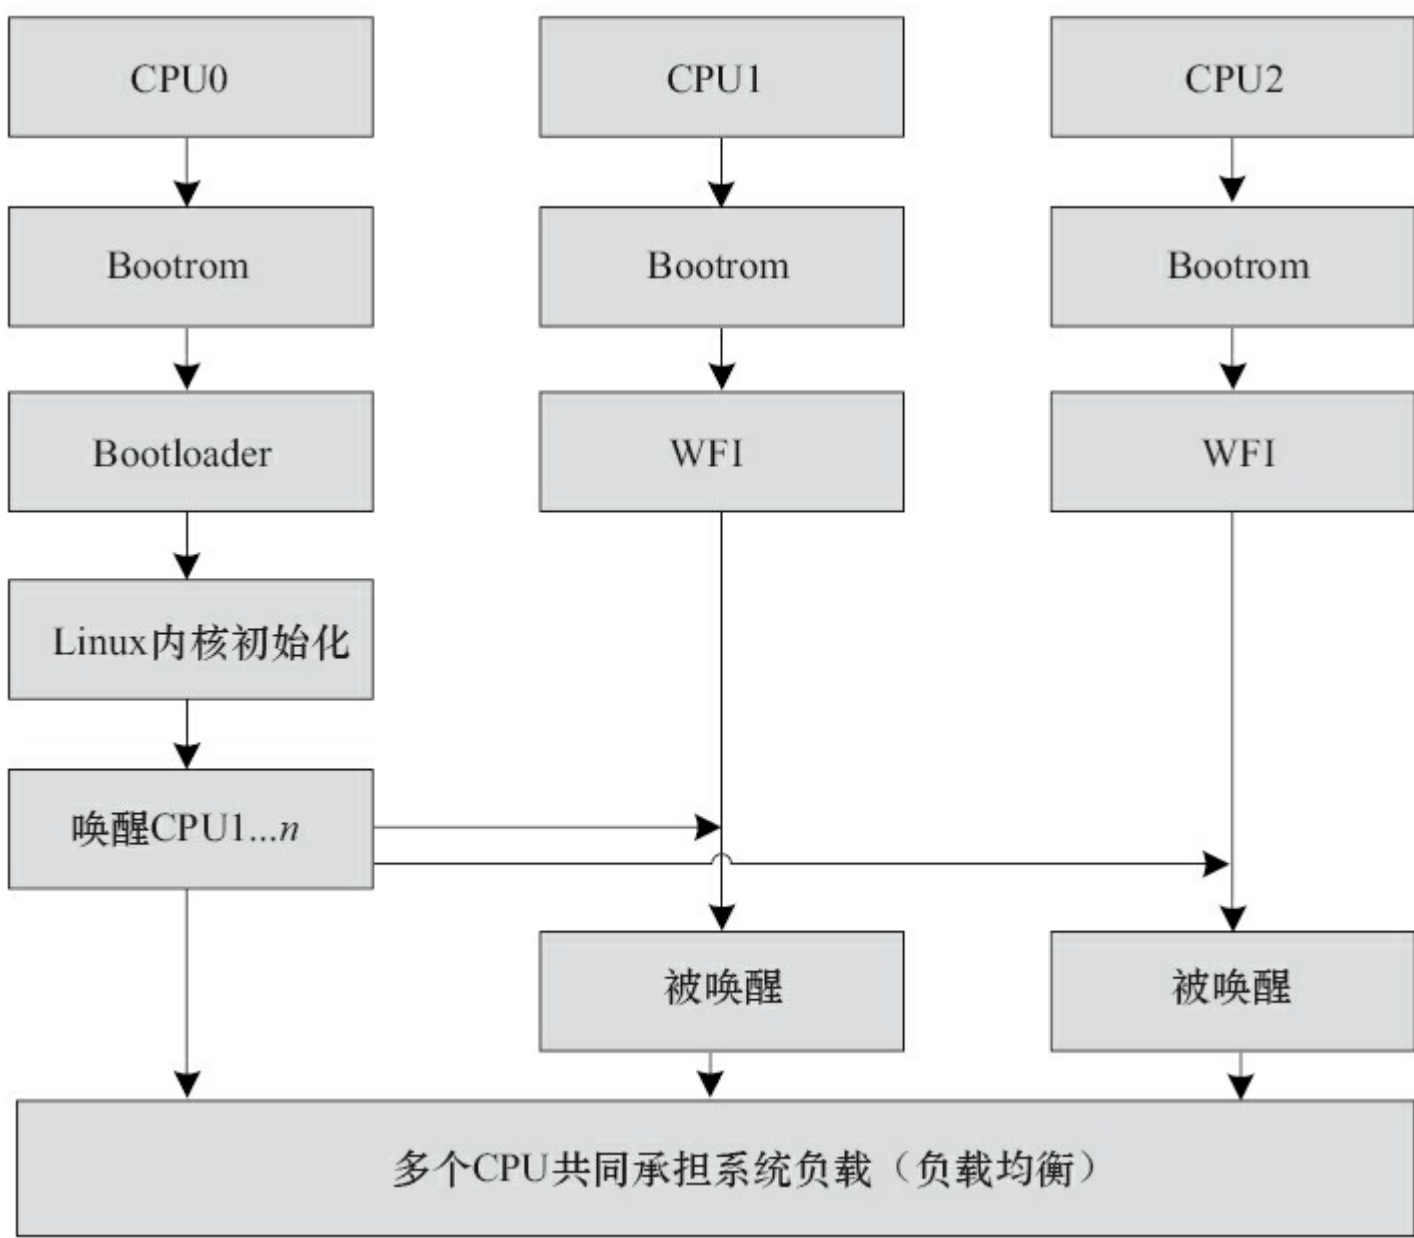 CPU0
CPU1
CPU2
Bootrom
Bootrom
Bootrom
Bootloader
WFI
WFI
Linux内核初始化
唤醒CPU1...n
被唤醒
被唤醒
多个CPU共同承担系统负载（负载均衡）